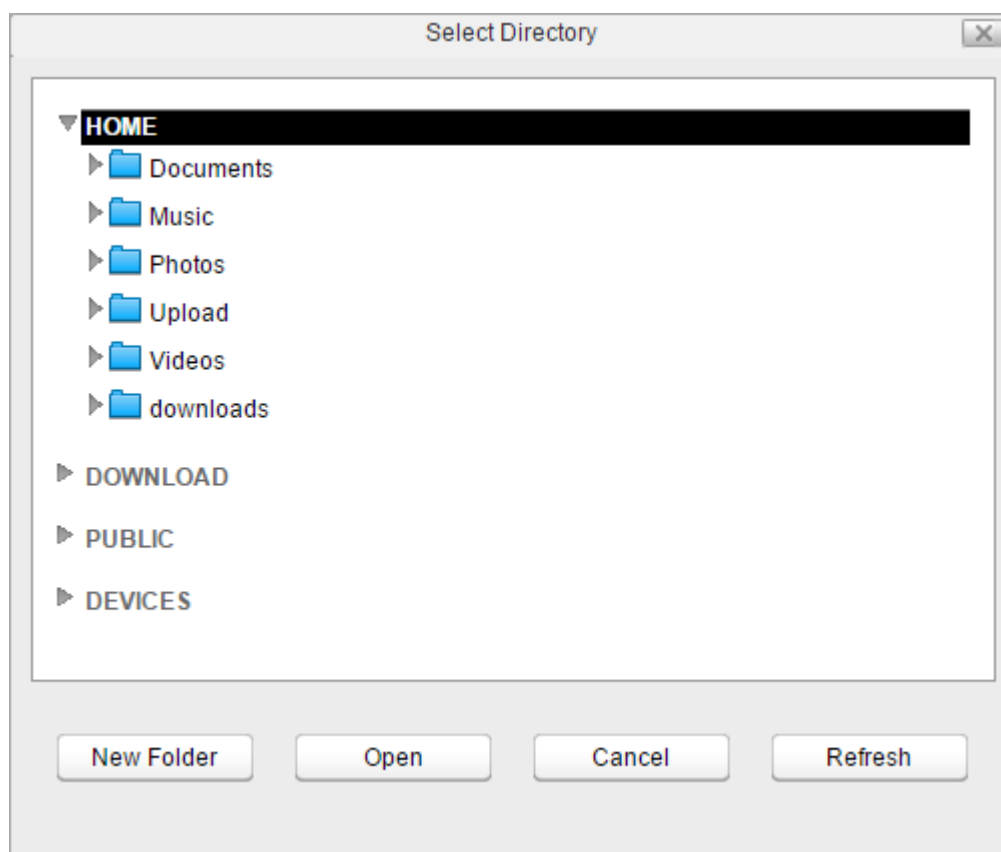 Select Directory
HOME
Documents
Music
Photos
Upload
Videos
downloads
DOWNLOAD
PUBLIC
DEVICES
New Folder Open Cancel Refresh